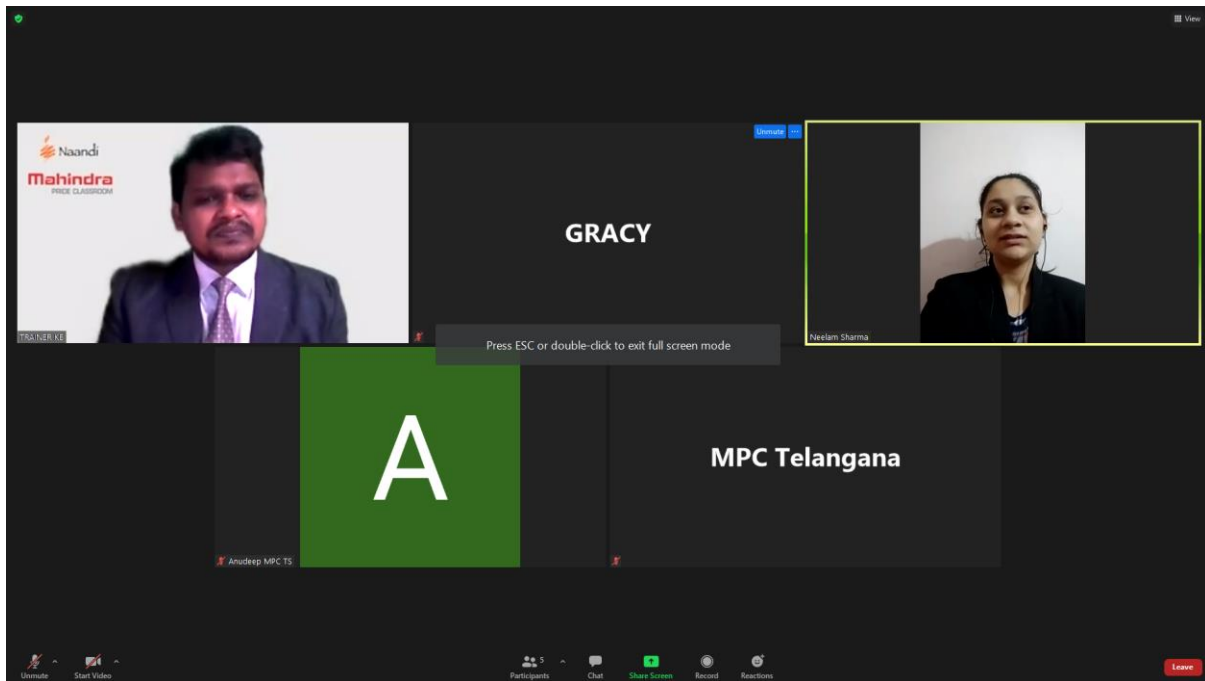 View
Naandi
Mahindra
PRIDE CLASSROOM
TRAINER KE
GRACY
Unmute ...
Neelam Sharma
Press ESC or double-click to exit full screen mode
A
Anudeep MPC TS
MPC Telangana
Unmute
Start Video
Participants 5
Chat
Share Screen
Record
Reactions
Leave